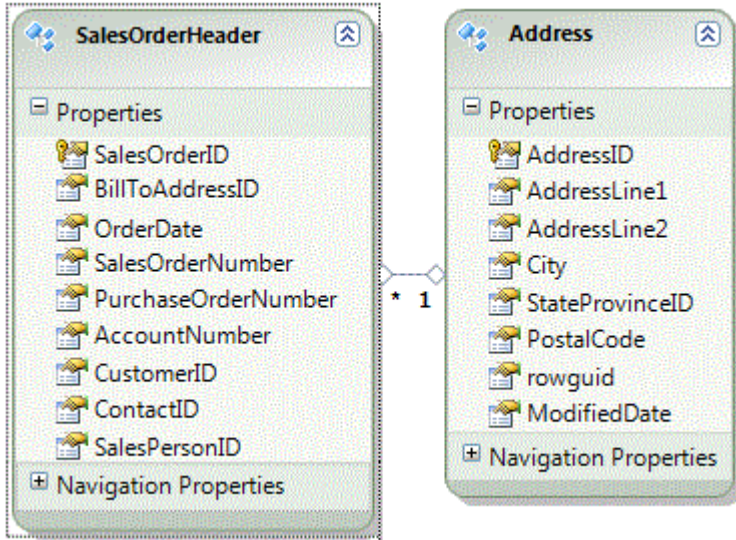 SalesOrderHeader
Properties
SalesOrderID
BillToAddressID
OrderDate
SalesOrderNumber
PurchaseOrderNumber
AccountNumber
CustomerID
ContactID
SalesPersonID
Navigation Properties
* 1
Address
Properties
AddressID
AddressLine1
AddressLine2
City
StateProvinceID
PostalCode
rowguid
ModifiedDate
Navigation Properties